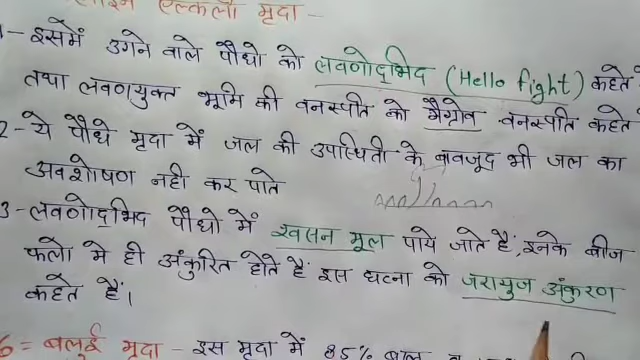 एल्कली मृदा -
1- इसमें उगने वाले पौधो को लवणोद्भिद (Hello fight) कहते
तथा लवणयुक्त भूमि की वनस्पति को मैंग्रोव वनस्पति कहते
2- ये पौधे मृदा में जल की उपस्थिती के बावजूद भी जल का
अवशोषण नही कर पाते
3- लवणोद्भिद पौधो में श्वसन मूल पाये जाते हैं, इनके बीज
फलो मे ही अंकुरित होते हैं इस घटना को जरायुज अंकुरण
कहते हैं।
6= बलुई मृदा - इस मृदा में 85% बालू